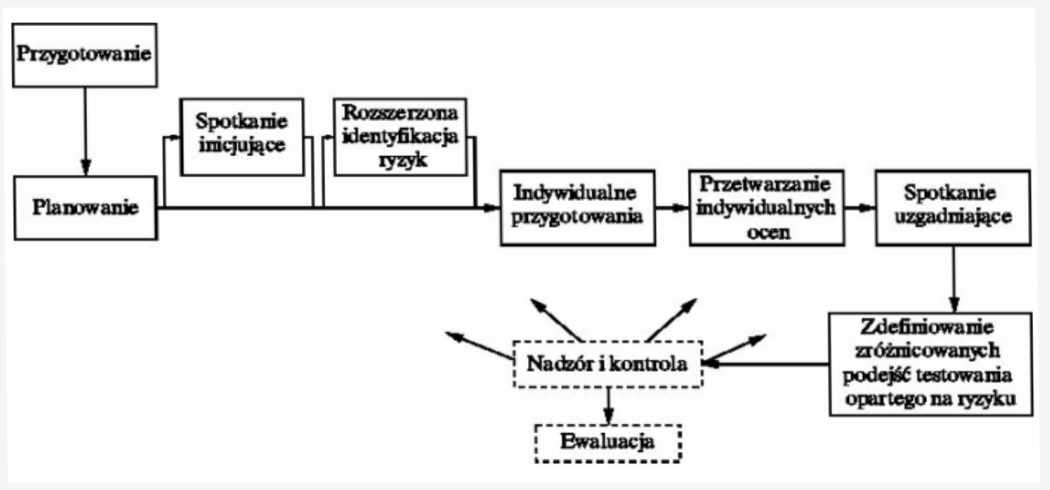 Przygotowanie
Planowanie
Spotkanie
inicjujące
Rozszerzona
identyfikacja
ryzyk
Indywidualne
przygotowania
Przetwarzanie
indywidualnych
ocen
Spotkanie
uzgadniające
Zdefiniowanie
zróżnicowanych
podejść testowania
opartego na ryzyku
Nadzór i kontrola
Ewaluacja